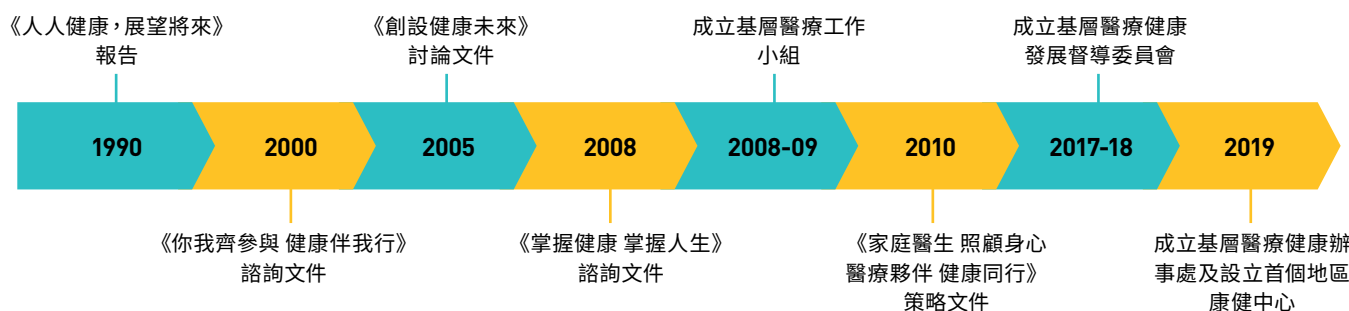 《人人健康，展望將來》
報告
《創設健康未來》
討論文件
成立基層醫療工作
小組
成立基層醫療健康
發展督導委員會
1990
2000
2005
2008
2008-09
2010
2017-18
2019
《你我齊參與 健康伴我行》
諮詢文件
《掌握健康 掌握人生》
諮詢文件
《家庭醫生 照顧身心
醫療夥伴 健康同行》
策略文件
成立基層醫療健康辦
事處及設立首個地區
康健中心